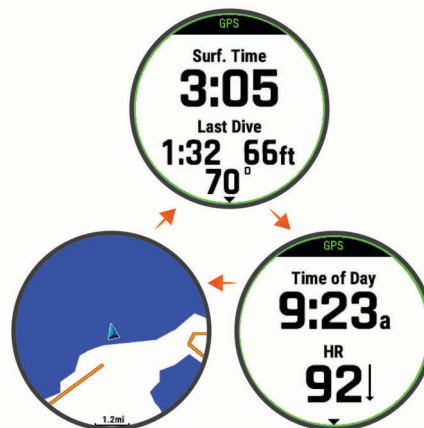 GPS
Surf. Time
3:05
Last Dive
1:32 66ft
70°
GPS
Time of Day
9:23a
HR
92
1.2mi